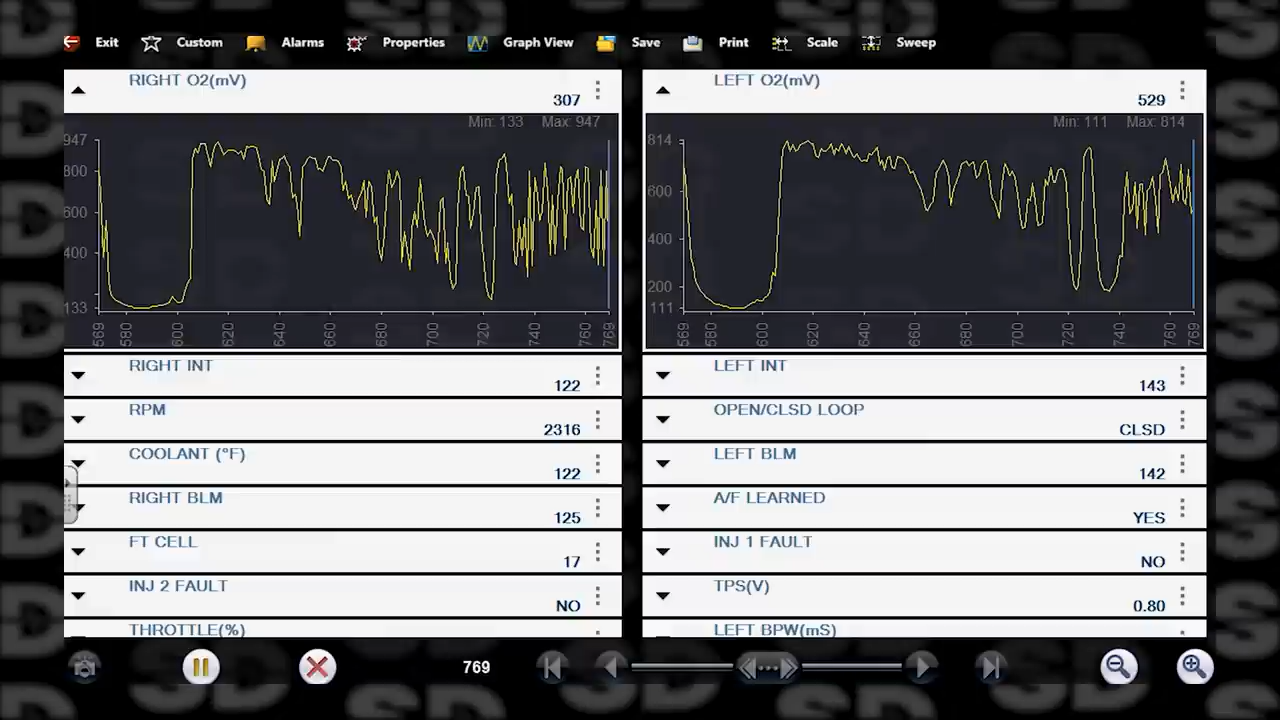 Exit Custom Alarms Properties Graph View Save Print Scale Sweep
RIGHT O2(mV)
307
Min: 133 Max: 947
947
800
600
400
133
569 580 600 620 640 660 680 700 720 740 760 769
LEFT O2(mV)
529
Min: 111 Max: 814
814
600
400
200
111
569 580 600 620 640 660 680 700 720 740 760 769
RIGHT INT
122
LEFT INT
143
RPM
2316
OPEN/CLSD LOOP
CLSD
COOLANT (°F)
122
LEFT BLM
142
RIGHT BLM
125
A/F LEARNED
YES
FT CELL
17
INJ 1 FAULT
NO
INJ 2 FAULT
NO
TPS(V)
0.80
THROTTLE(%)
LEFT BPW(mS)
769